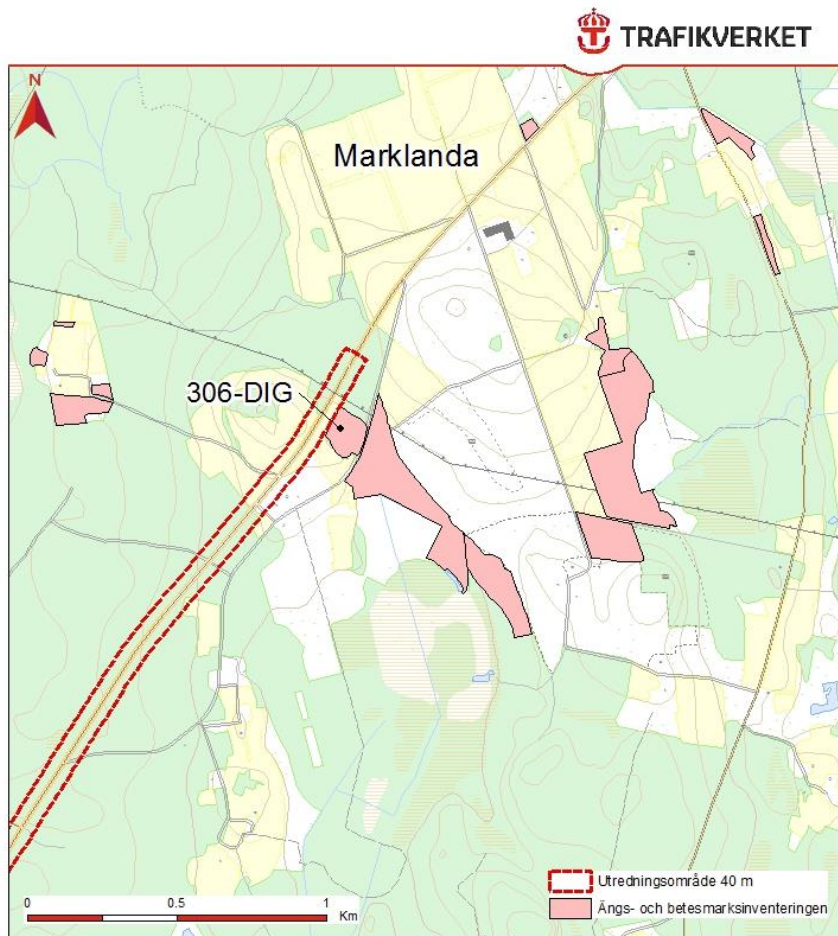 TRAFIKVERKET
N
Marklanda
306-DIG
Utredningsområde 40 m
Ängs- och betesmarksinventeringen
0 0.5 1
Km